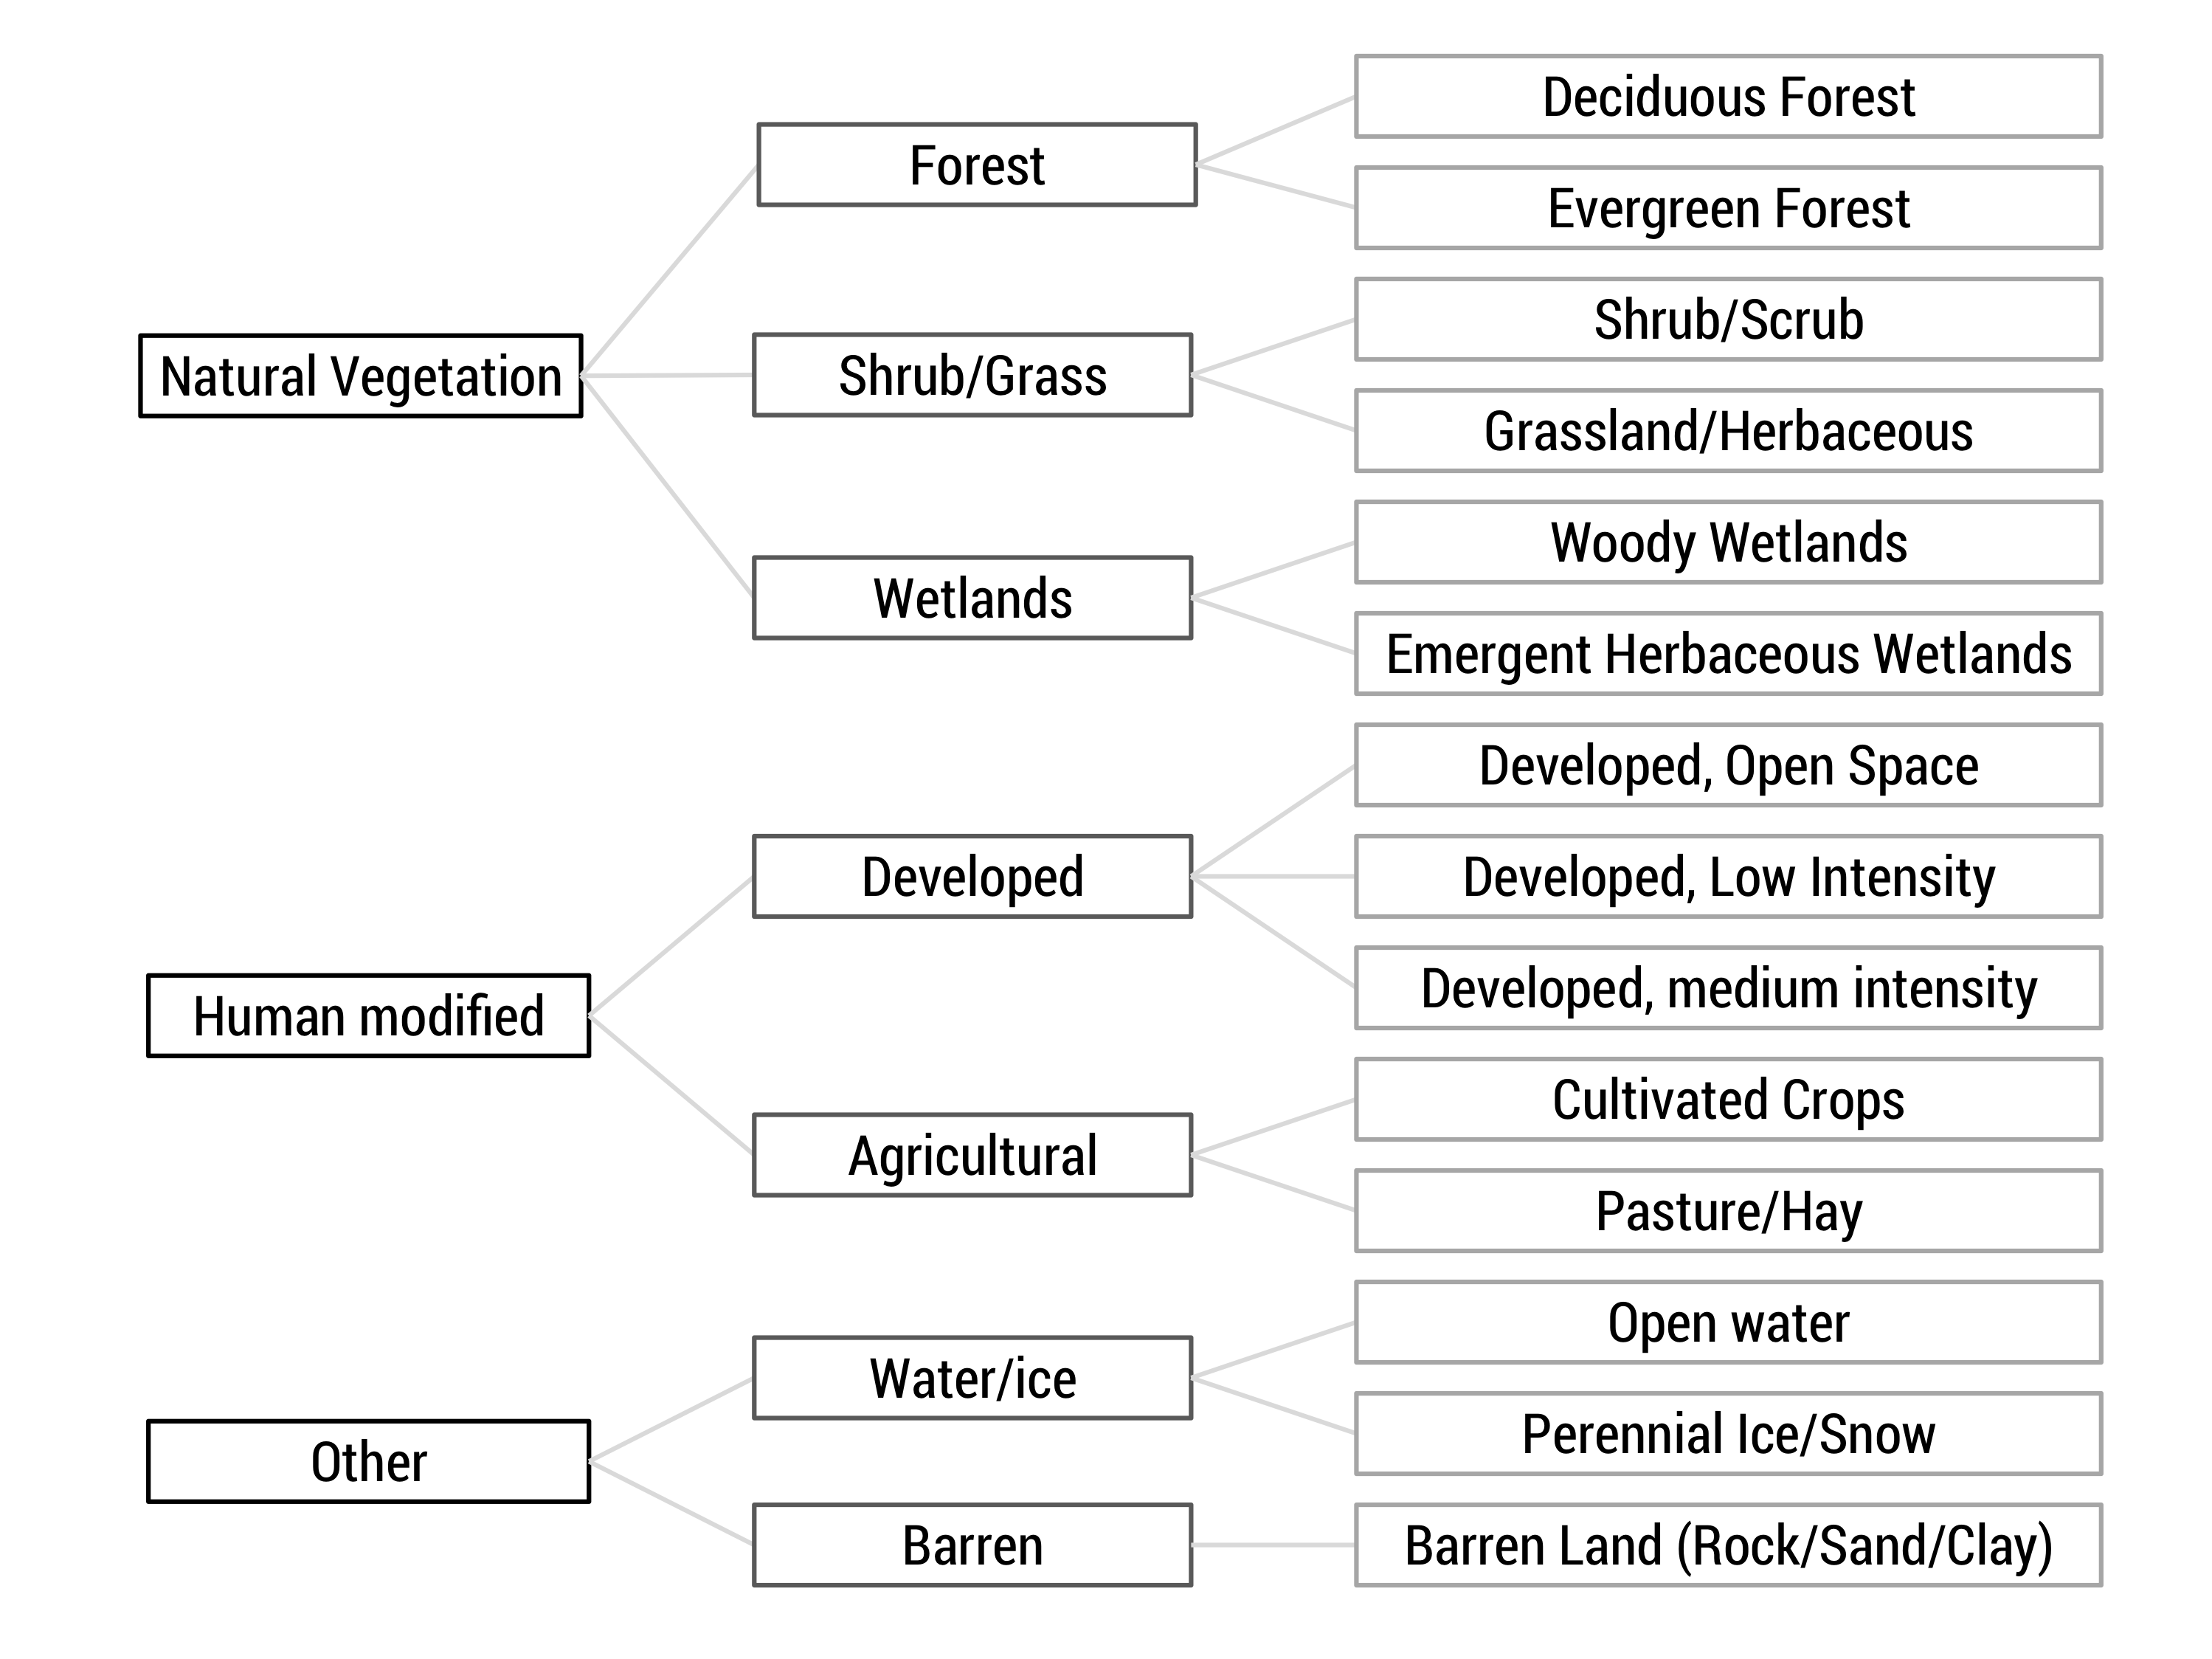 Natural Vegetation
Forest
Deciduous Forest
Evergreen Forest
Shrub/Grass
Shrub/Scrub
Grassland/Herbaceous
Wetlands
Woody Wetlands
Emergent Herbaceous Wetlands
Human modified
Developed
Developed, Open Space
Developed, Low Intensity
Developed, medium intensity
Agricultural
Cultivated Crops
Pasture/Hay
Other
Water/ice
Open water
Perennial Ice/Snow
Barren
Barren Land (Rock/Sand/Clay)